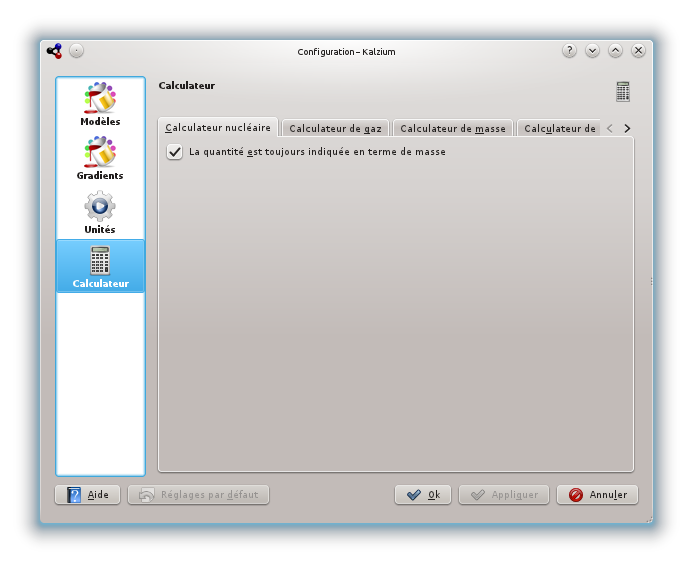 Configuration – Kalzium
Modèles
Gradients
Unités
Calculateur
Calculateur
Calculateur nucléaire
Calculateur de gaz
Calculateur de masse
Calculateur de
La quantité est toujours indiquée en terme de masse
Aide
Réglages par défaut
Ok
Appliquer
Annuler